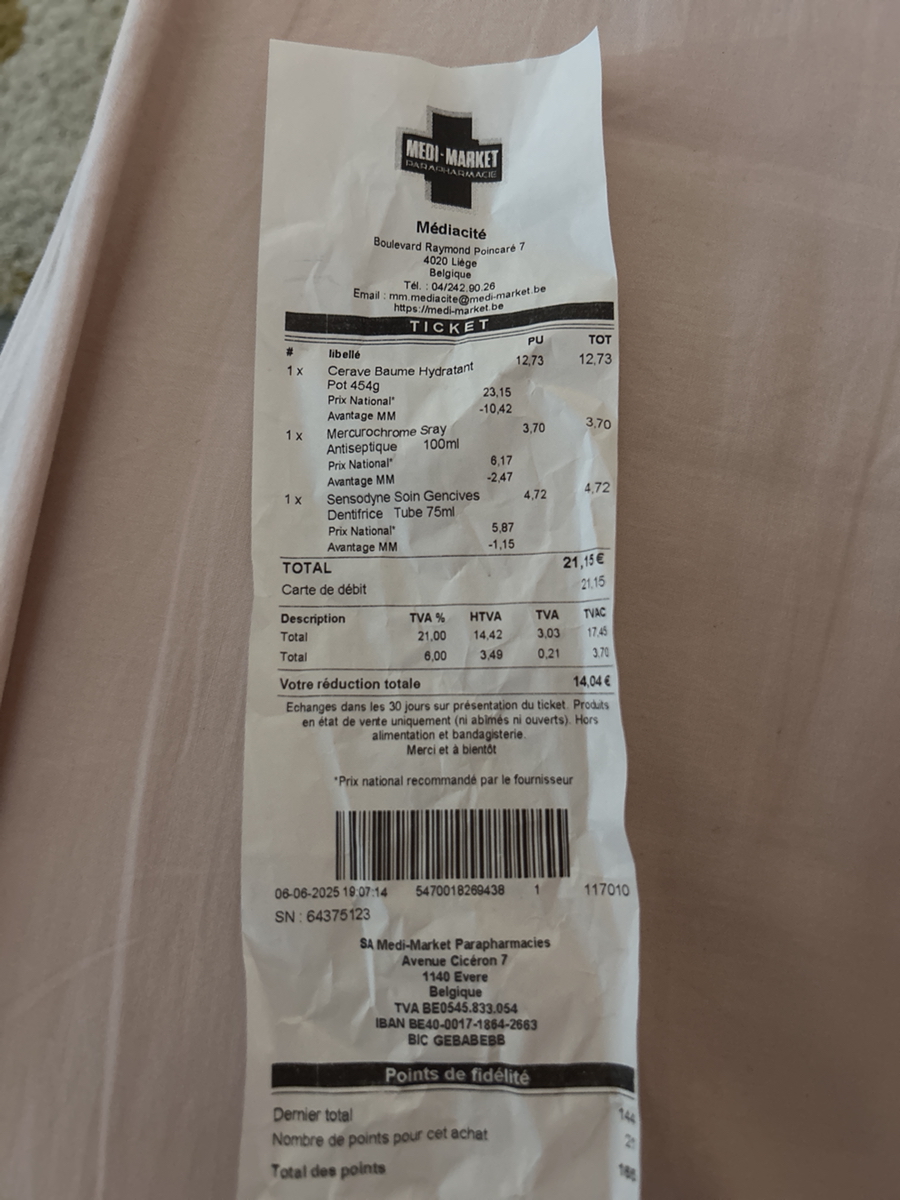 MEDI-MARKET
PARAPHARMACIE
Médiacité
Boulevard Raymond Poincaré 7
4020 Liège
Belgique
Tél. : 04/242.90.26
Email : mm.mediacite@medi-market.be
https://medi-market.be
TICKET
# libellé PU TOT
1 x Cerave Baume Hydratant 12,73 12,73
Pot 454g
Prix National* 23,15
Avantage MM -10,42
1 x Mercurochrome Sray 3,70 3,70
Antiseptique 100ml
Prix National* 6,17
Avantage MM -2,47
1 x Sensodyne Soin Gencives 4,72 4,72
Dentifrice Tube 75ml
Prix National* 5,87
Avantage MM -1,15
TOTAL 21,15€
Carte de débit 21,15
Description TVA % HTVA TVA TVAC
Total 21,00 14,42 3,03 17,45
Total 6,00 3,49 0,21 3,70
Votre réduction totale 14,04 €
Echanges dans les 30 jours sur présentation du ticket. Produits
en état de vente uniquement (ni abîmés ni ouverts). Hors
alimentation et bandagisterie.
Merci et à bientôt
*Prix national recommandé par le fournisseur
06-06-2025 19:07:14 5470018269438 1 117010
SN : 64375123
SA Medi-Market Parapharmacies
Avenue Cicéron 7
1140 Evere
Belgique
TVA BE0545.833.054
IBAN BE40-0017-1864-2663
BIC GEBABEBB
Points de fidélité
Dernier total 144
Nombre de points pour cet achat 21
Total des points